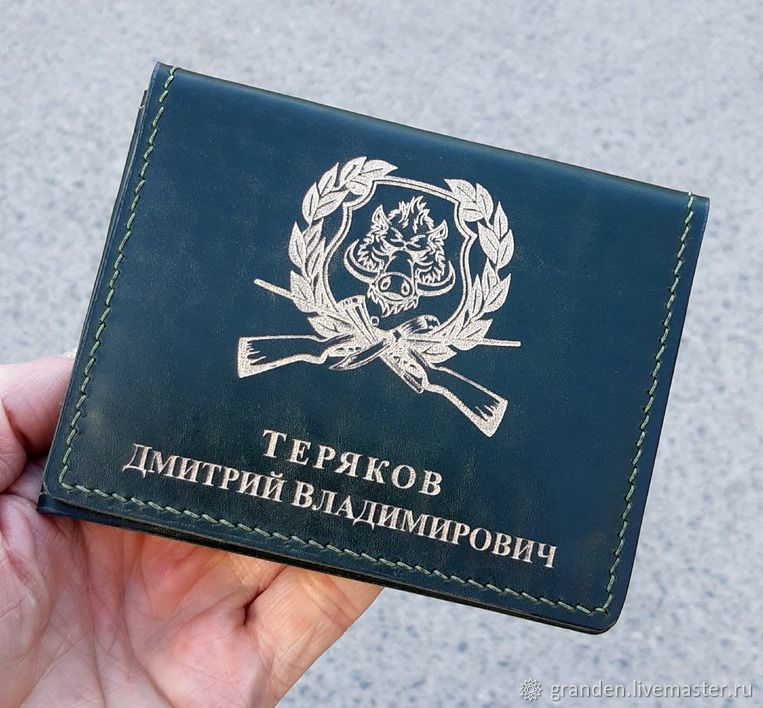 Теряков
Дмитрий Владимирович
granden.livemaster.ru